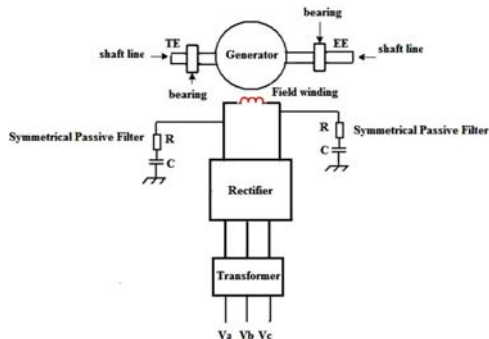 bearing
TE
Generator
EE
shaft line
shaft line
bearing
Field winding
Symmetrical Passive Filter
R
C
R
C
Symmetrical Passive Filter
Rectifier
Transformer
Va Vb Vc